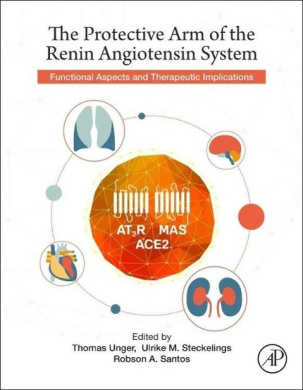 The Protective Arm of the
Renin Angiotensin System
Functional Aspects and Therapeutic Implications
AT₂R MAS
ACE2
Edited by
Thomas Unger, Ulrike M. Steckelings
Robson A. Santos
AP